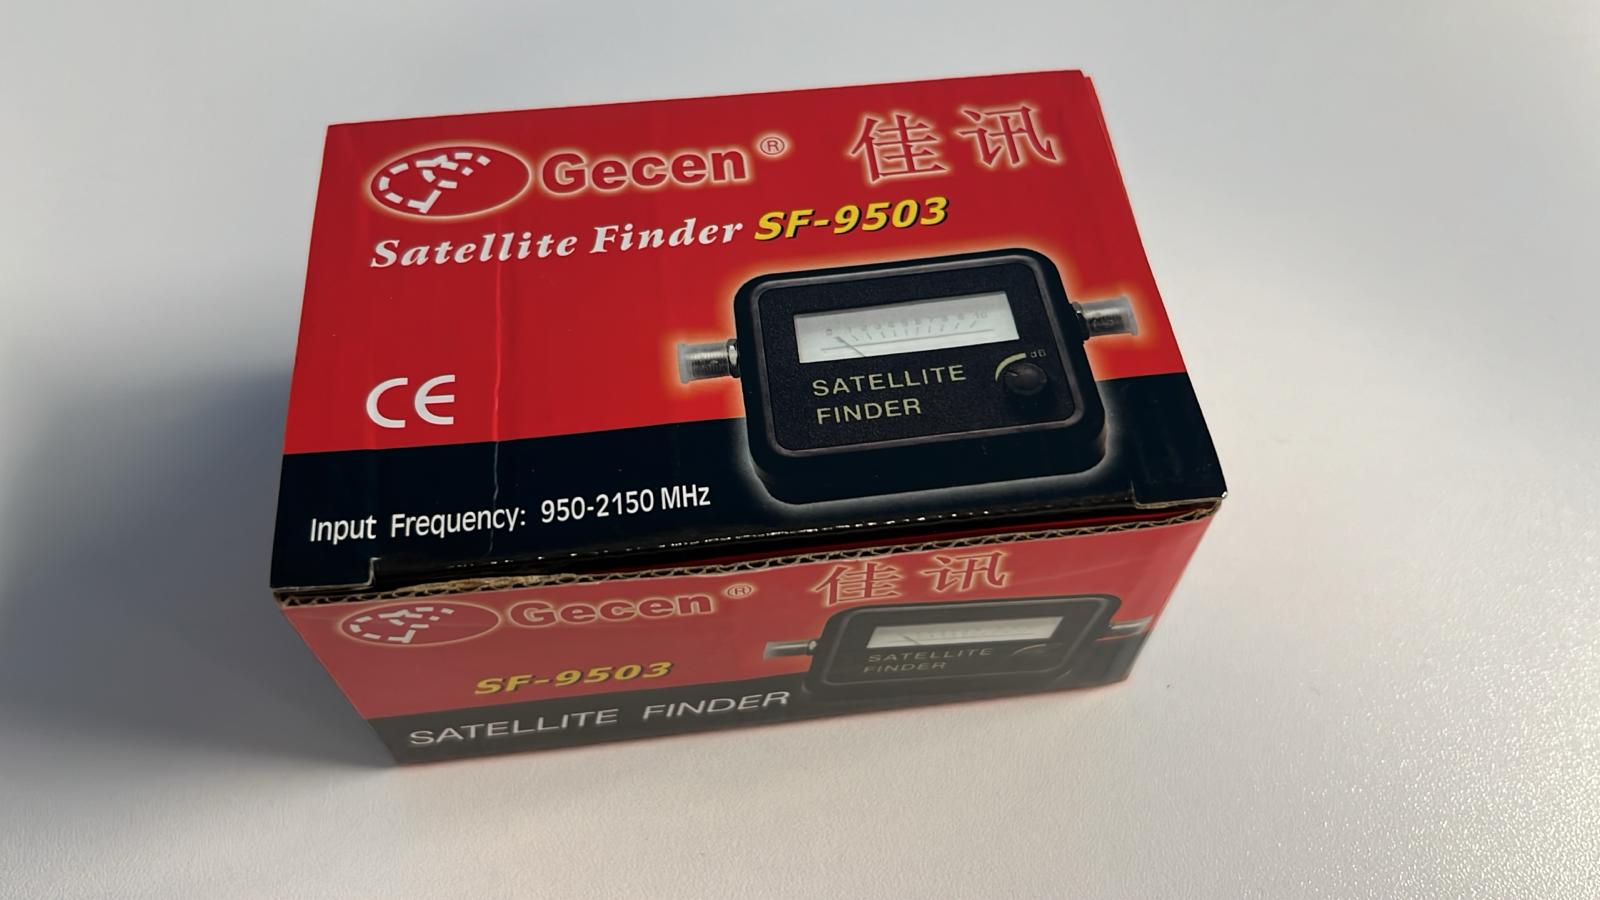 Gecen® 佳讯
Satellite Finder SF-9503
dB
SATELLITE
FINDER
CE
Input Frequency: 950-2150 MHz
Gecen® 佳讯
SF-9503
SATELLITE
FINDER
SATELLITE FINDER